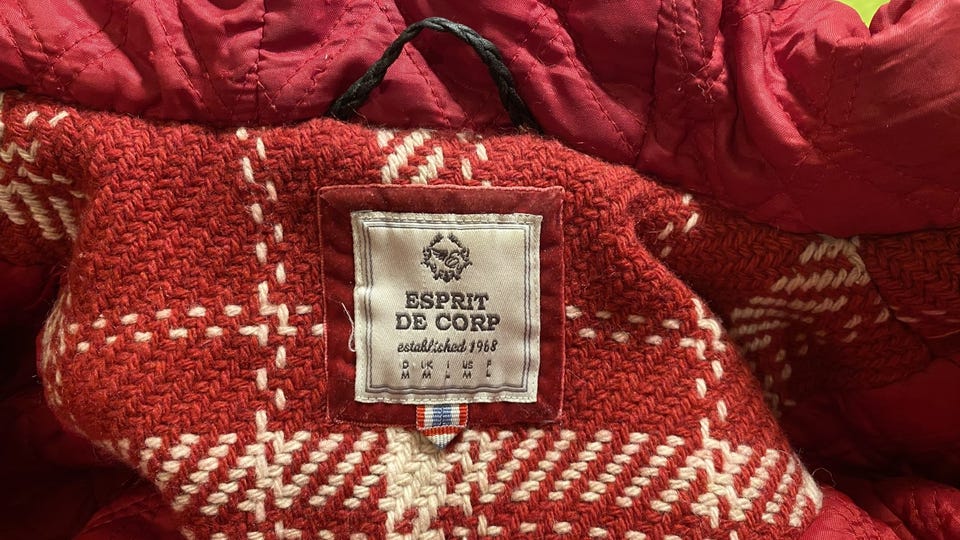 E
ESPRIT
DE CORP
established 1968
D UK I US F
M M L M L